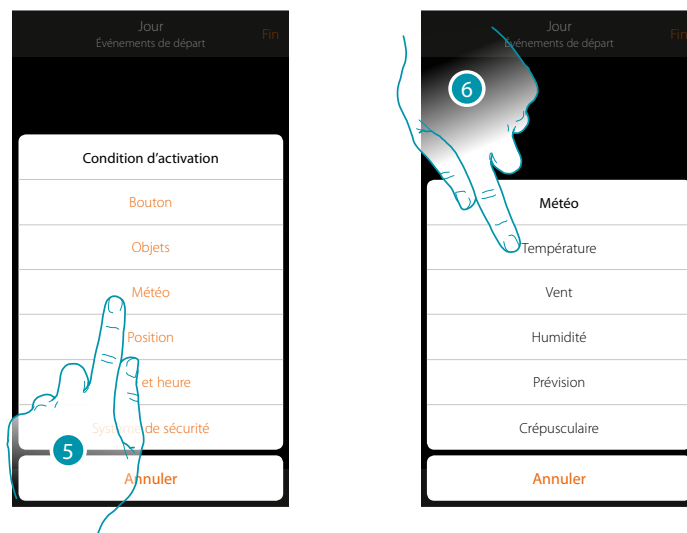 Jour
Événements de départ
Fin
Condition d'activation
Bouton
Objets
Météo
Position
et heure
Système de sécurité
5
Annuler
Jour
Événements de départ
Fin
6
Météo
Température
Vent
Humidité
Prévision
Crépusculaire
Annuler